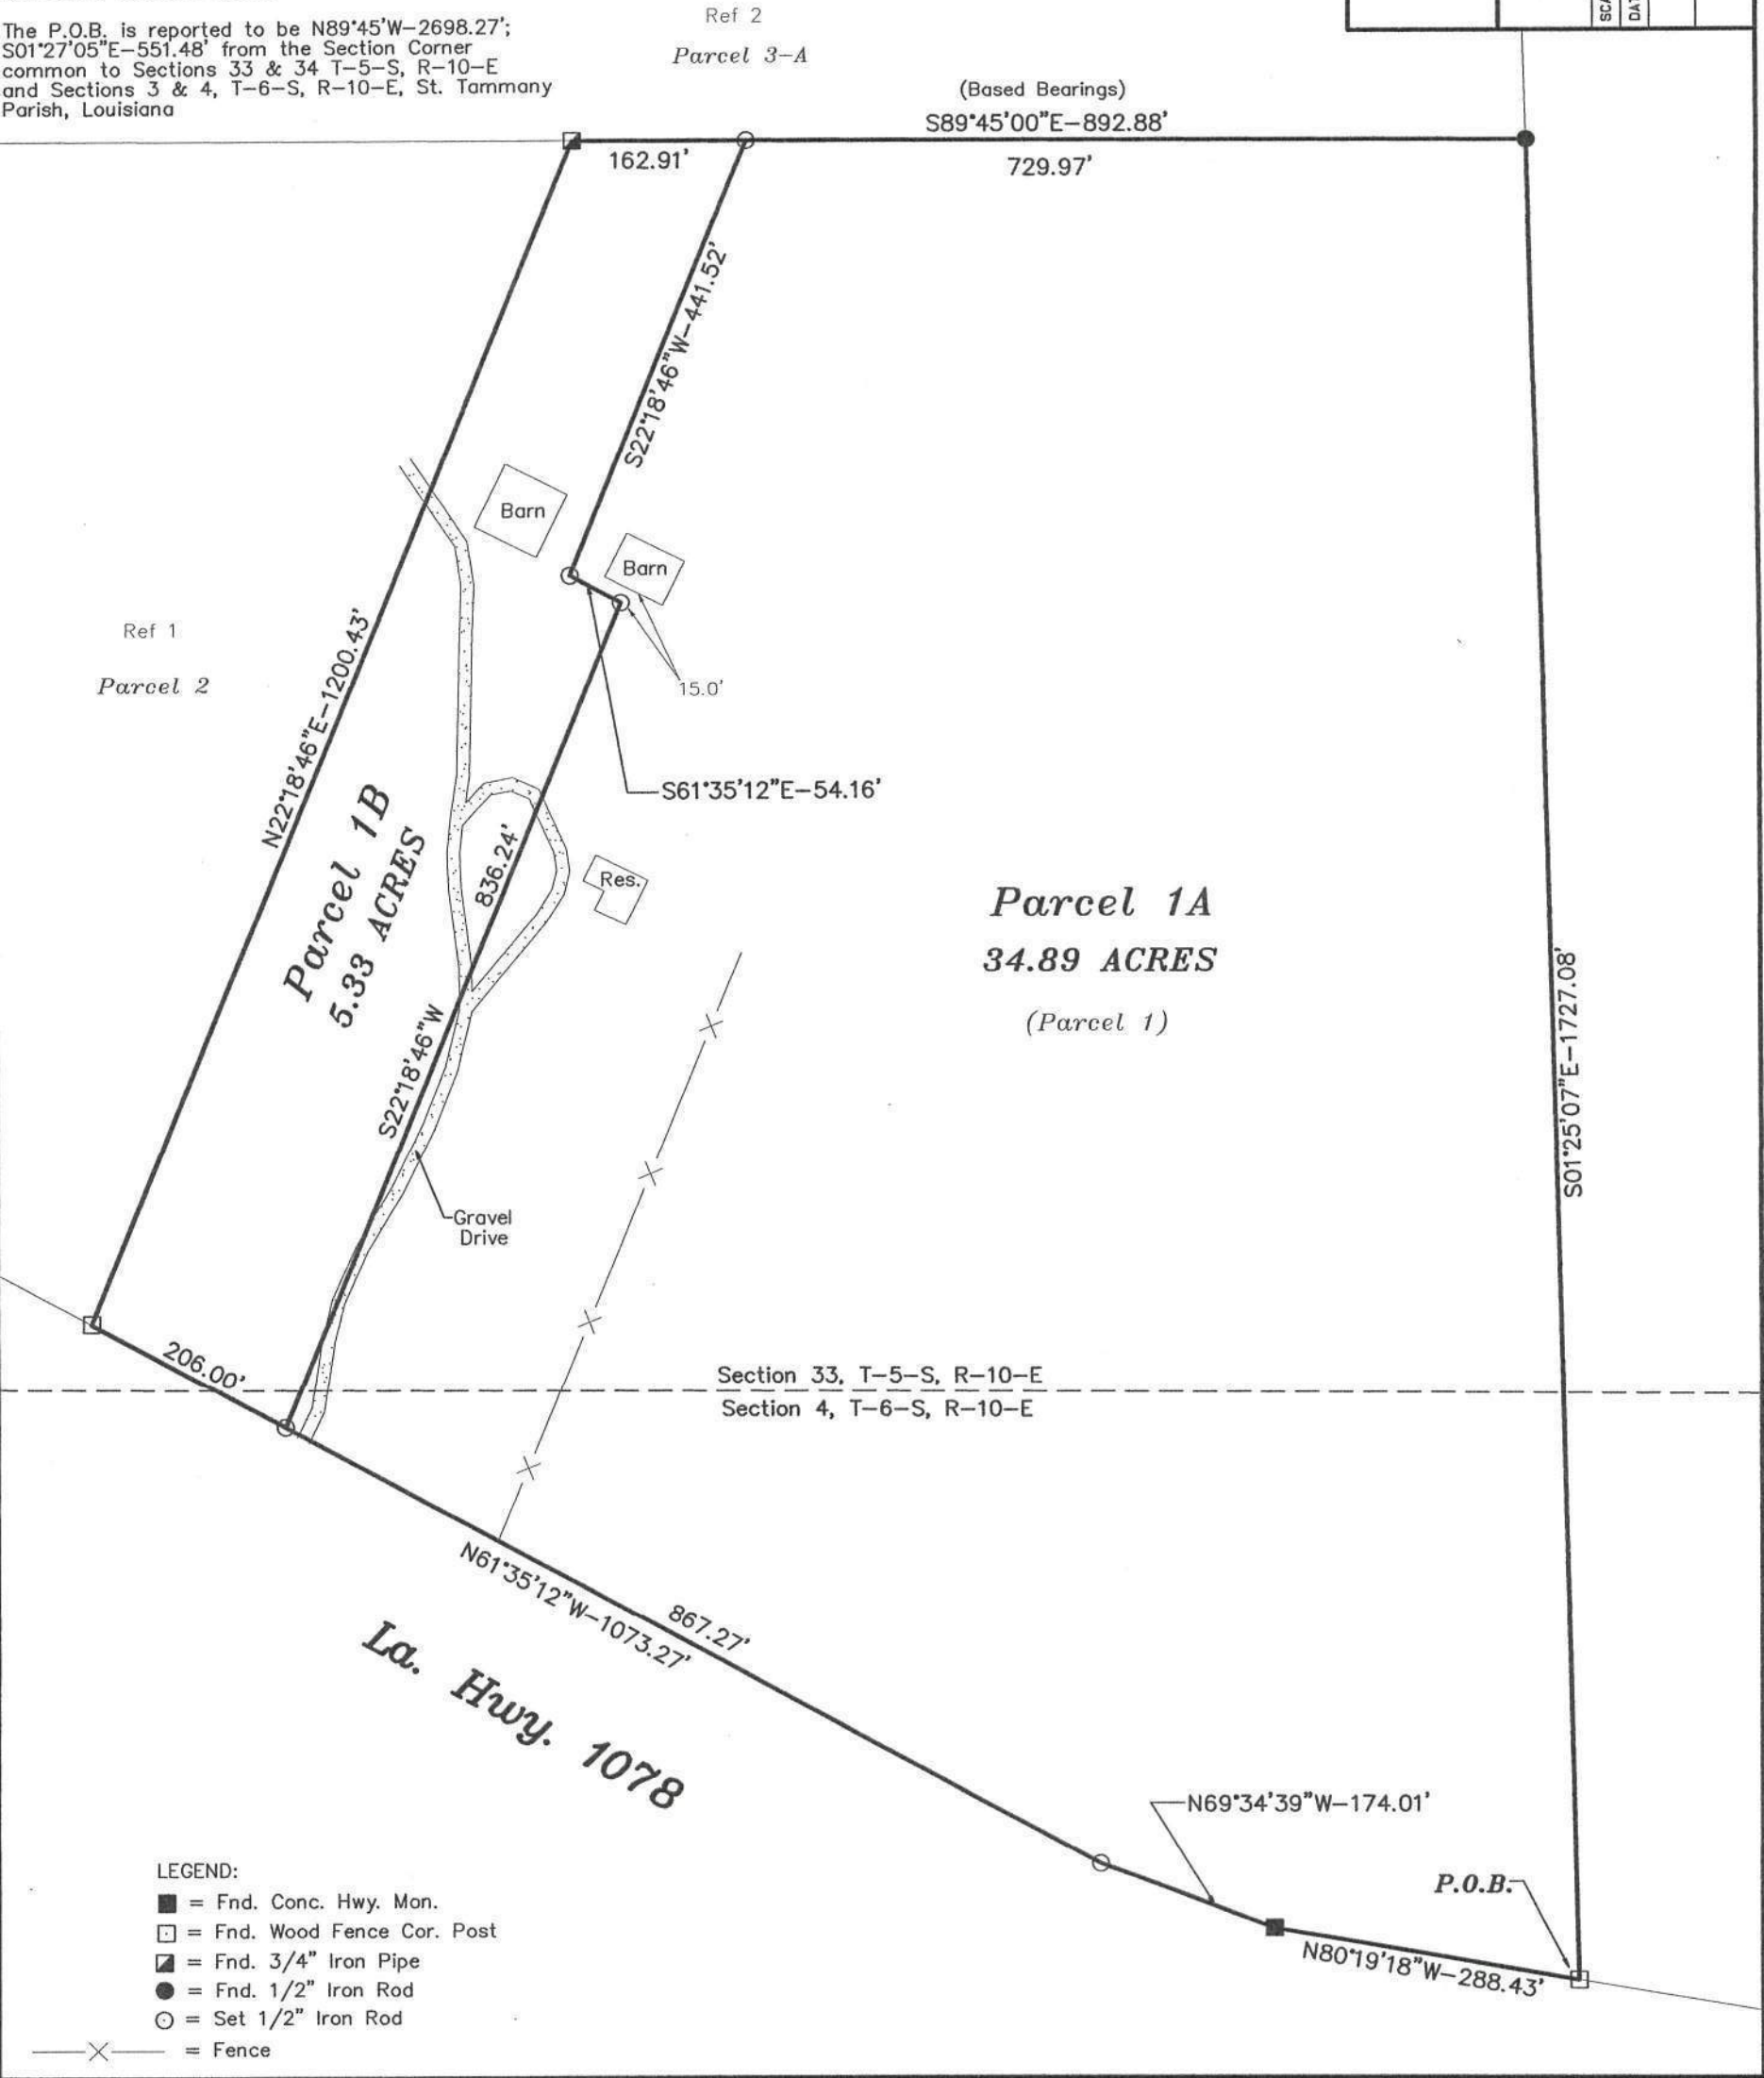 The P.O.B. is reported to be N89°45'W-2698.27';
S01°27'05"E-551.48' from the Section Corner
common to Sections 33 & 34 T-5-S, R-10-E
and Sections 3 & 4, T-6-S, R-10-E, St. Tammany
Parish, Louisiana
Ref 2
Parcel 3-A
(Based Bearings)
S89°45'00"E-892.88'
162.91'
729.97'
S22°18'46"W-441.52'
Barn
Barn
Ref 1
Parcel 2
15.0'
N22°18'46"E-1200.43'
S61°35'12"E-54.16'
Parcel 1B
5.33 ACRES
836.24'
S22°18'46"W
Res.
Parcel 1A
34.89 ACRES
(Parcel 1)
S01°25'07"E-1727.08'
Gravel
Drive
206.00'
Section 33, T-5-S, R-10-E
Section 4, T-6-S, R-10-E
N61°35'12"W-1073.27'
867.27'
La. Hwy. 1078
N69°34'39"W-174.01'
P.O.B.
N80°19'18"W-288.43'
LEGEND:
= Fnd. Conc. Hwy. Mon.
= Fnd. Wood Fence Cor. Post
= Fnd. 3/4" Iron Pipe
= Fnd. 1/2" Iron Rod
= Set 1/2" Iron Rod
= Fence